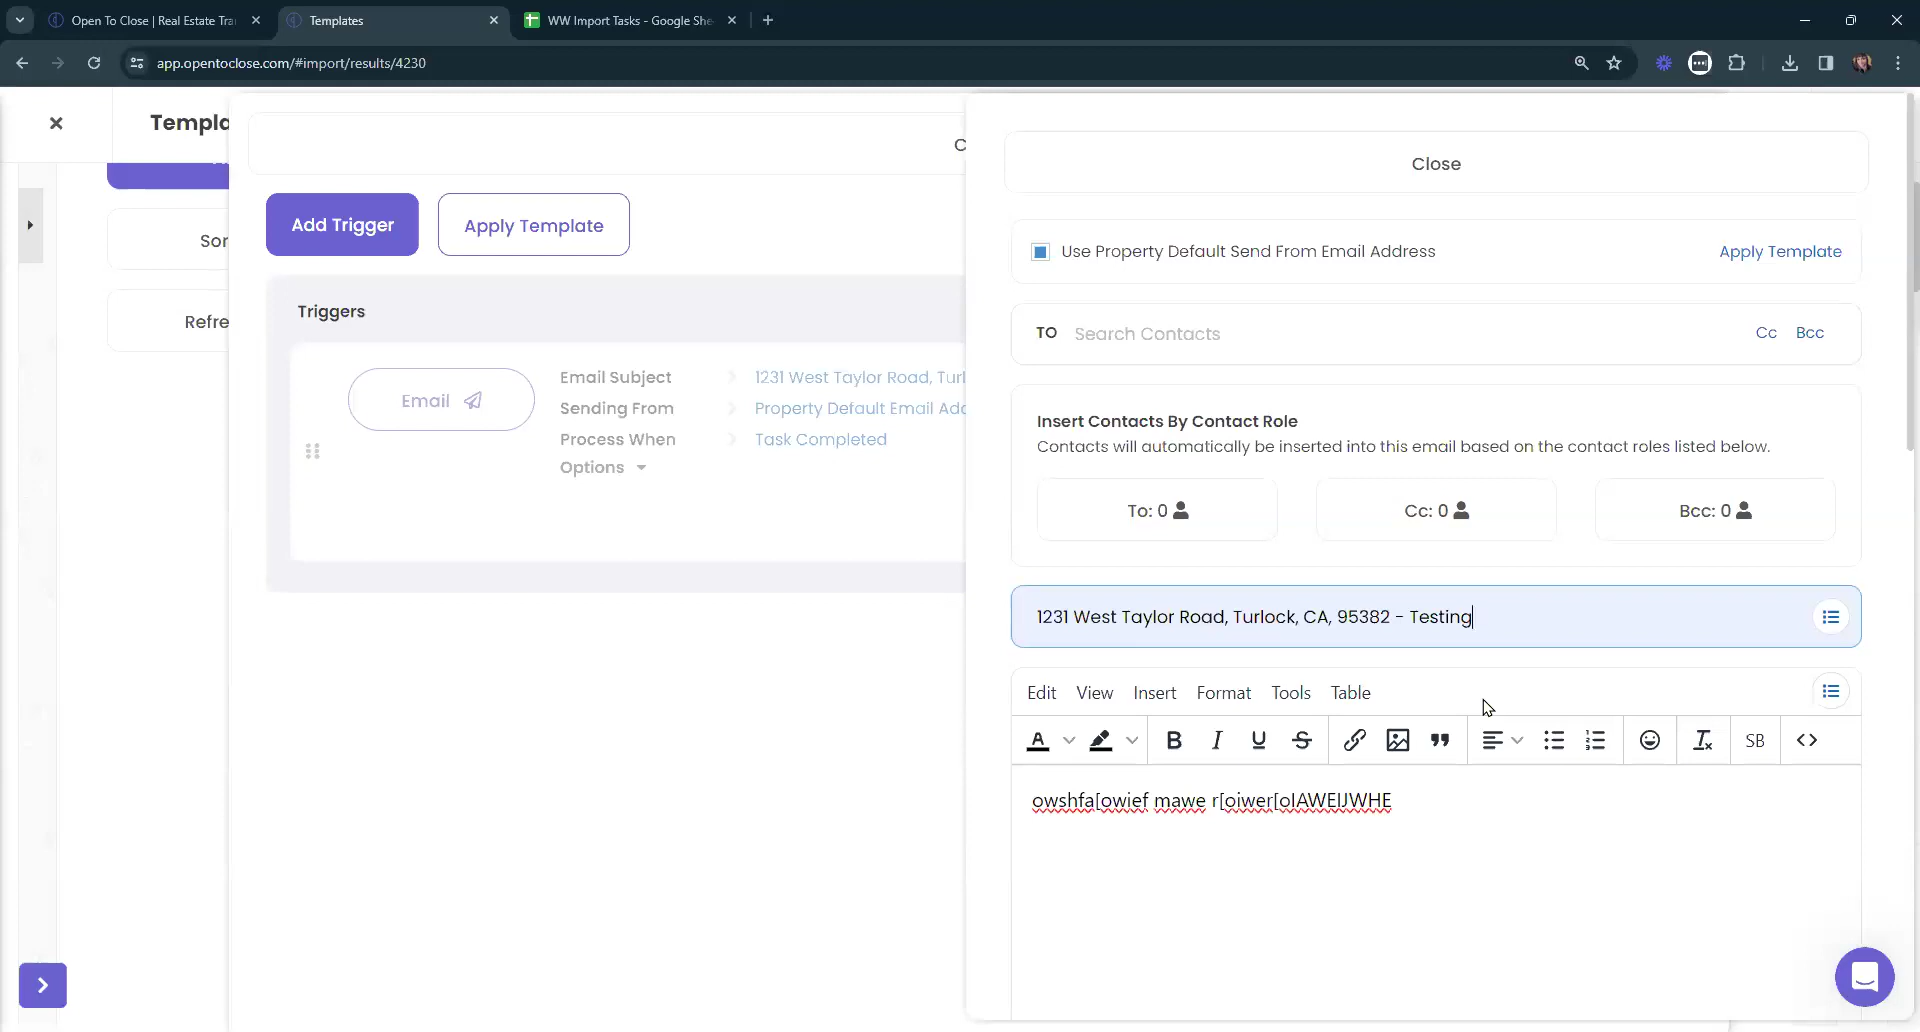 Open To Close | Real Estate Tra
Templates
WW Import Tasks - Google She
app.opentoclose.com/#import/results/4230
Templa
Close
Add Trigger
Apply Template
Use Property Default Send From Email Address
Apply Template
Sor
TO
Search Contacts
Cc
Bcc
Refre
Triggers
Email
Email Subject
1231 West Taylor Road, Turl
Sending From
Property Default Email Add
Process When
Task Completed
Options
Insert Contacts By Contact Role
Contacts will automatically be inserted into this email based on the contact roles listed below.
To: 0
Cc: 0
Bcc: 0
1231 West Taylor Road, Turlock, CA, 95382 - Testing
Edit
View
Insert
Format
Tools
Table
A
B
I
U
S
SB
owshfa[owief mawe r[oiwer[oIAWEIJWHE